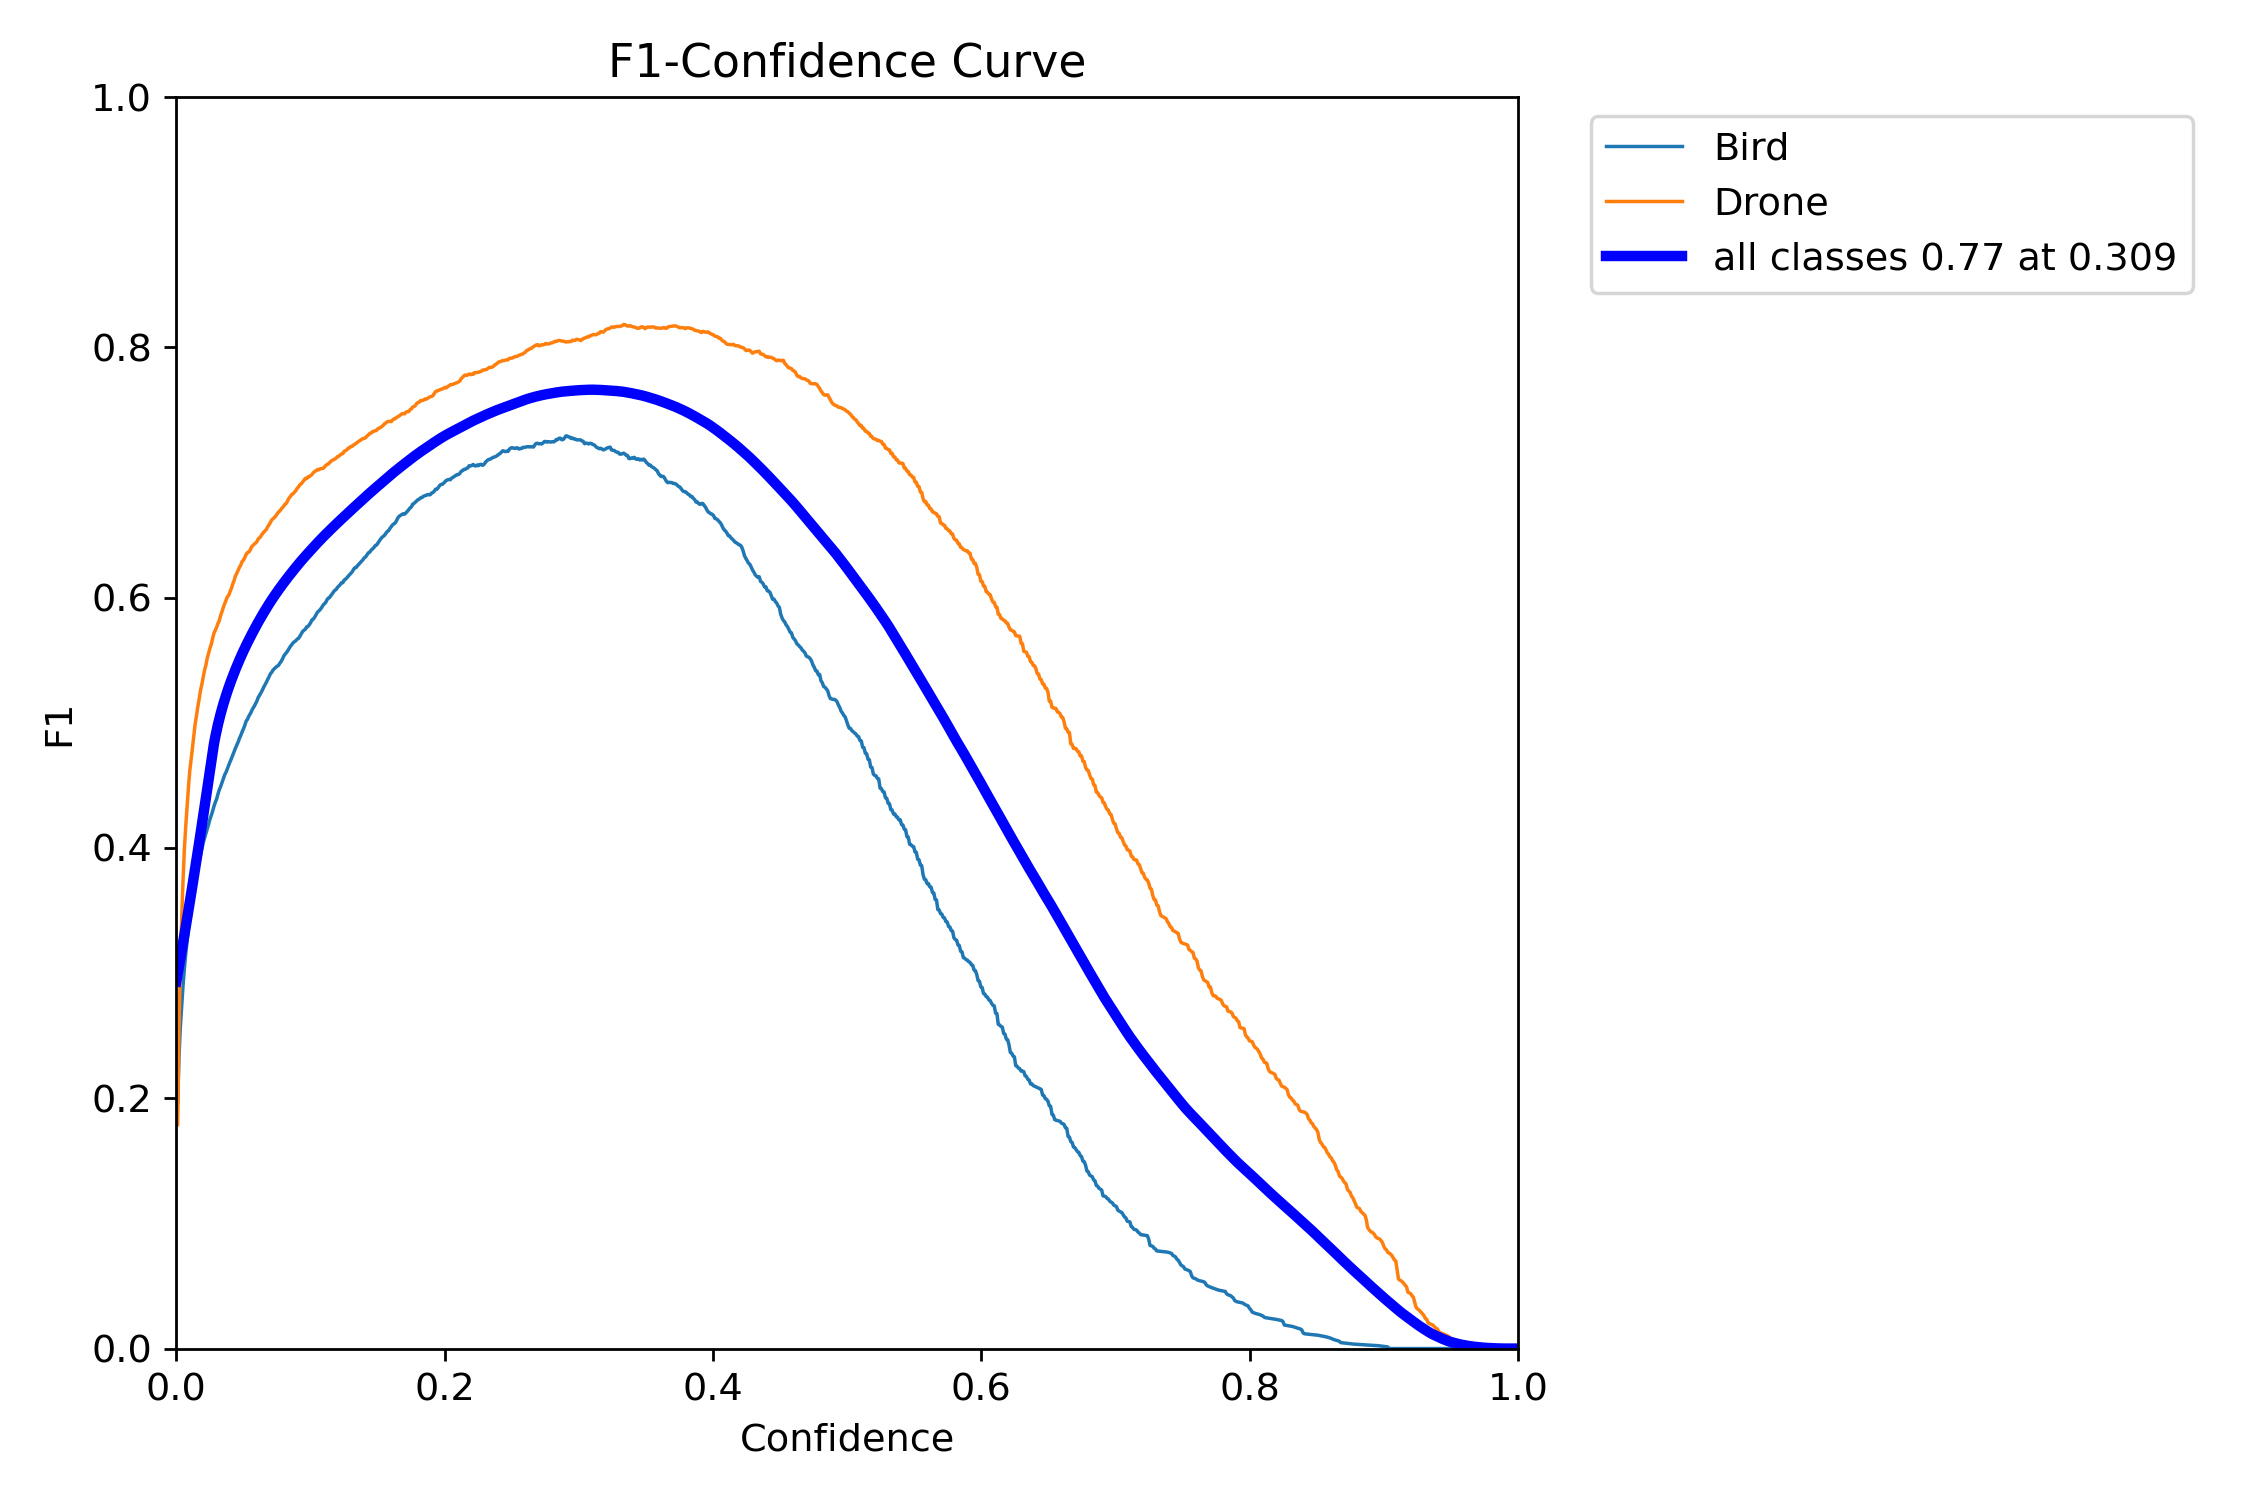 F1-Confidence Curve
1.0
0.8
0.6
0.4
0.2
0.0
F1
0.0 0.2 0.4 0.6 0.8 1.0
Confidence
Bird
Drone
all classes 0.77 at 0.309